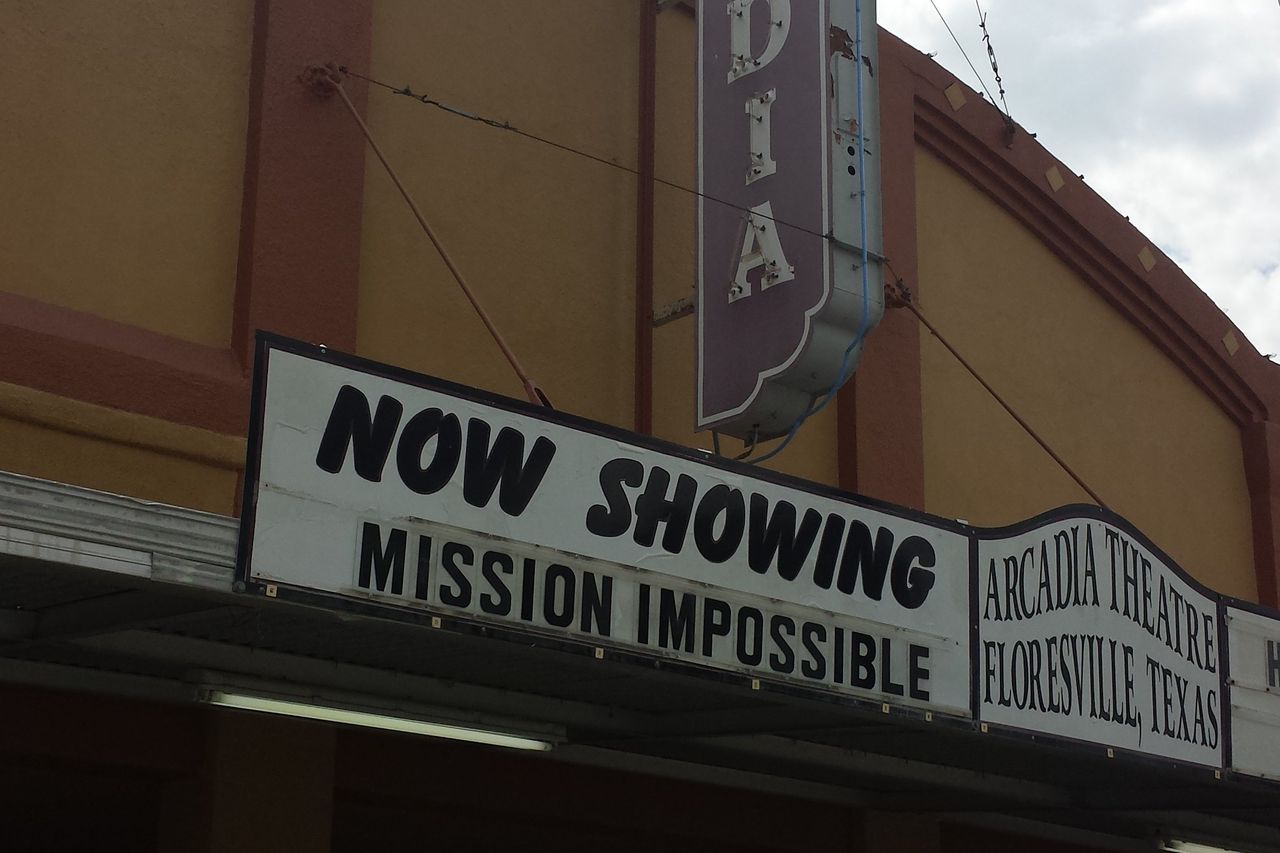 DIA
NOW SHOWING
MISSION IMPOSSIBLE
ARCADIA THEATRE
FLORESVILLE, TEXAS